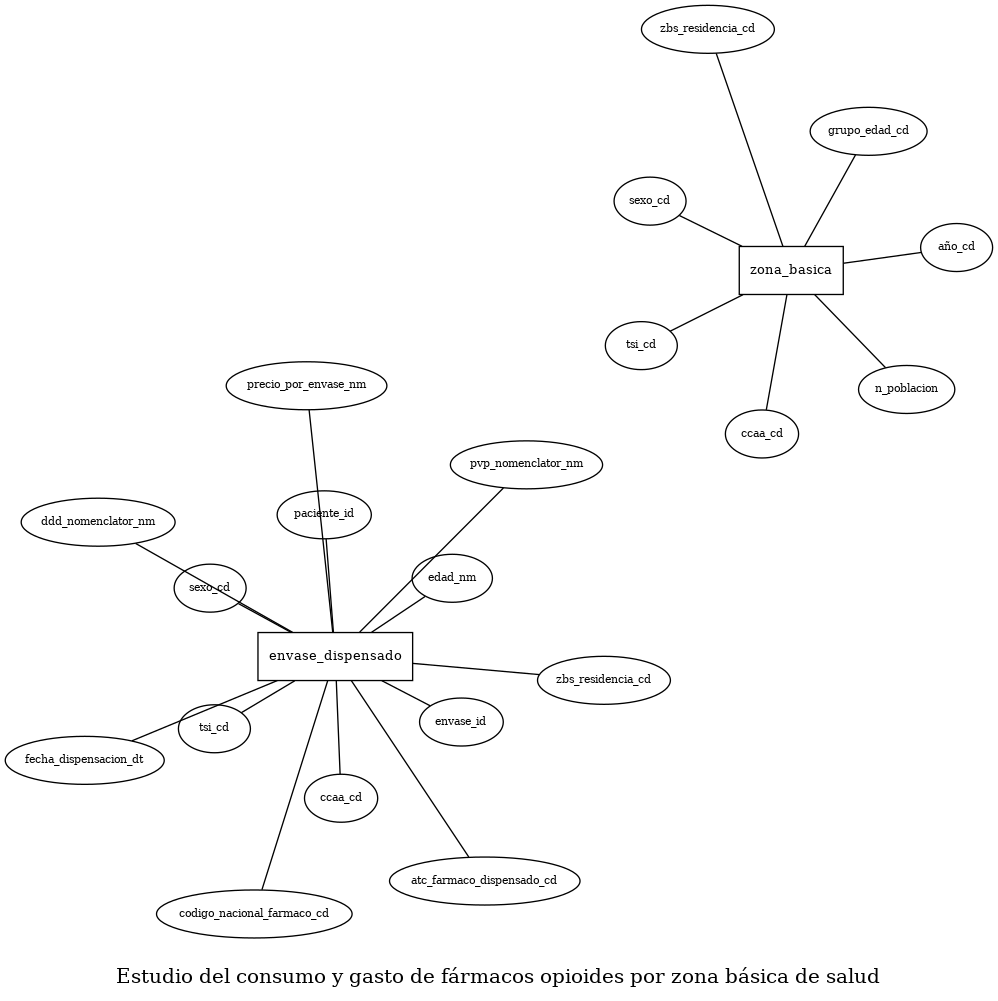 zbs_residencia_cd
grupo_edad_cd
sexo_cd
año_cd
zona_basica
tsi_cd
n_poblacion
ccaa_cd
precio_por_envase_nm
pvp_nomenclator_nm
paciente_id
ddd_nomenclator_nm
edad_nm
sexo_cd
envase_dispensado
zbs_residencia_cd
envase_id
tsi_cd
fecha_dispensacion_dt
ccaa_cd
atc_farmaco_dispensado_cd
codigo_nacional_farmaco_cd
Estudio del consumo y gasto de fármacos opioides por zona básica de salud